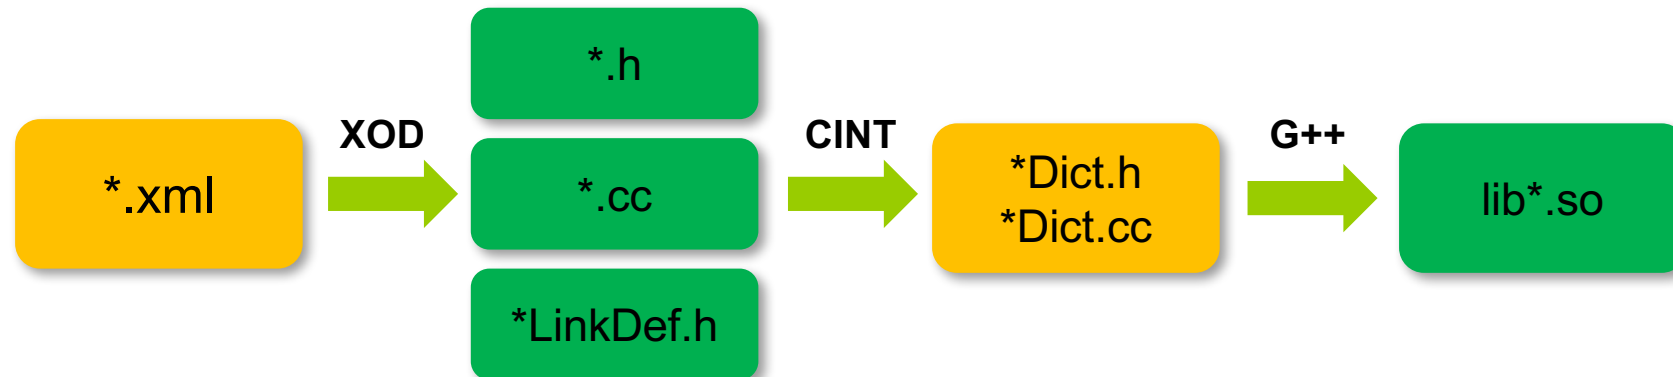 *.xml
XOD
*.h
*.cc
*LinkDef.h
CINT
*Dict.h
*Dict.cc
G++
lib*.so